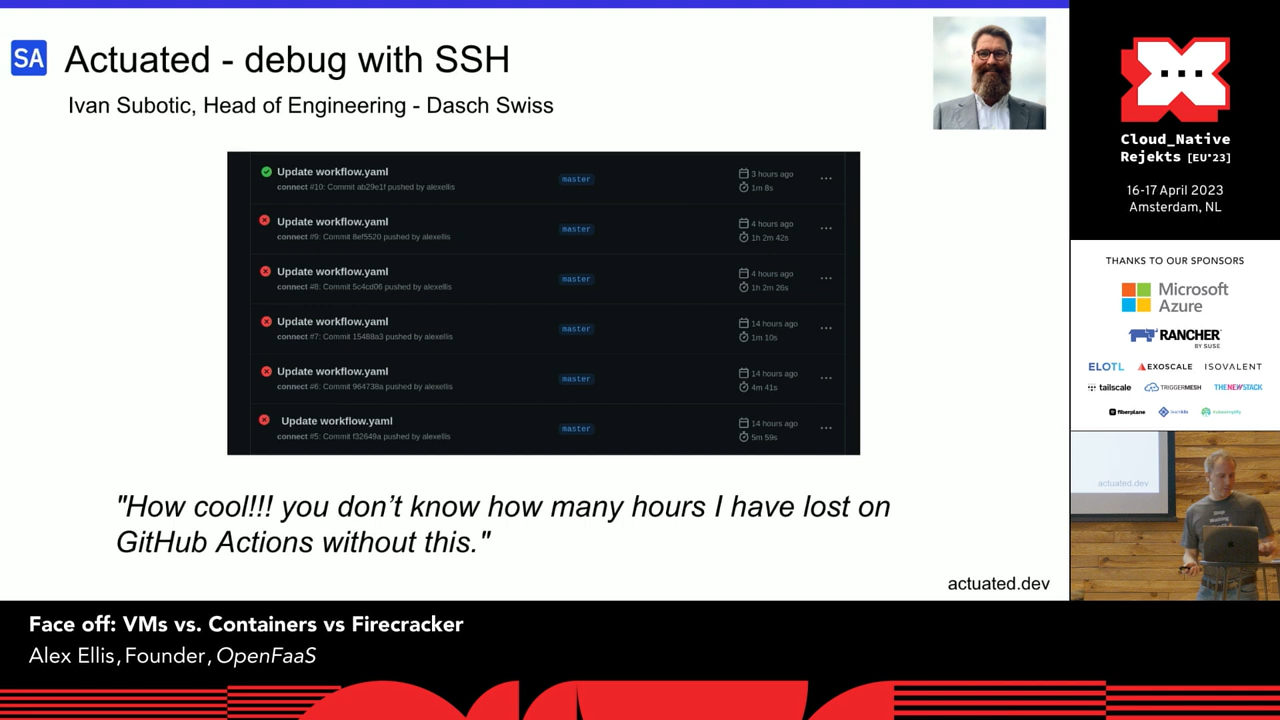 SA
Actuated - debug with SSH
Ivan Subotic, Head of Engineering - Dasch Swiss
Update workflow.yaml
connect #10: Commit ab29e1f pushed by alexellis
master
3 hours ago
1m 8s
Update workflow.yaml
connect #9: Commit 8ef5520 pushed by alexellis
master
4 hours ago
1h 2m 42s
Update workflow.yaml
connect #8: Commit 5c4cd06 pushed by alexellis
master
4 hours ago
1h 2m 26s
Update workflow.yaml
connect #7: Commit 15488a3 pushed by alexellis
master
14 hours ago
1m 10s
Update workflow.yaml
connect #6: Commit 964738a pushed by alexellis
master
14 hours ago
4m 41s
Update workflow.yaml
connect #5: Commit f32649a pushed by alexellis
master
14 hours ago
5m 59s
"How cool!!! you don’t know how many hours I have lost on
GitHub Actions without this."
actuated.dev
Cloud_Native
Rejekts [EU*23]
16-17 April 2023
Amsterdam, NL
THANKS TO OUR SPONSORS
Microsoft
Azure
RANCHER
BY SUSE
ELOTL
EXOSCALE
ISOVALENT
tailscale
TRIGGERMESH
THENEWSTACK
fiberplane
actuated.dev
Face off: VMs vs. Containers vs Firecracker
Alex Ellis, Founder, OpenFaaS